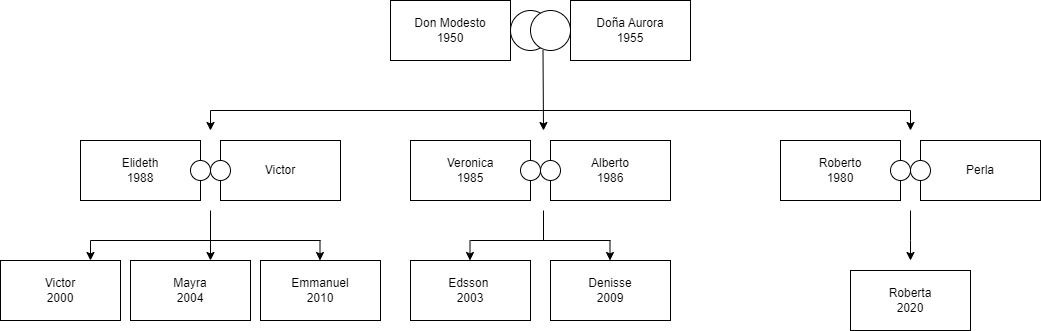 Don Modesto
1950
Doña Aurora
1955
Elideth
1988
Victor
Veronica
1985
Alberto
1986
Roberto
1980
Perla
Victor
2000
Mayra
2004
Emmanuel
2010
Edsson
2003
Denisse
2009
Roberta
2020